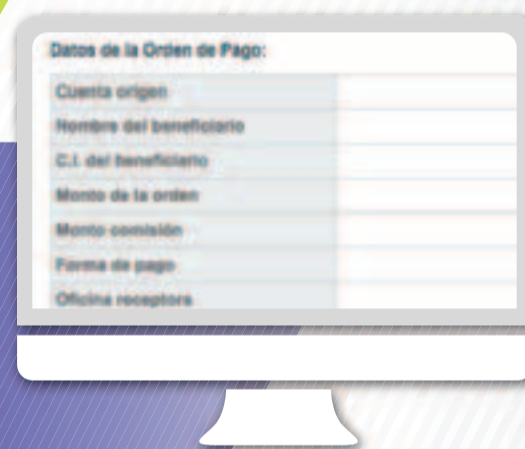 Datos de la Orden de Pago:
Cuenta origen
Nombre del beneficiario
C.I. del beneficiario
Monto de la orden
Monto comisión
Forma de pago
Oficina receptora